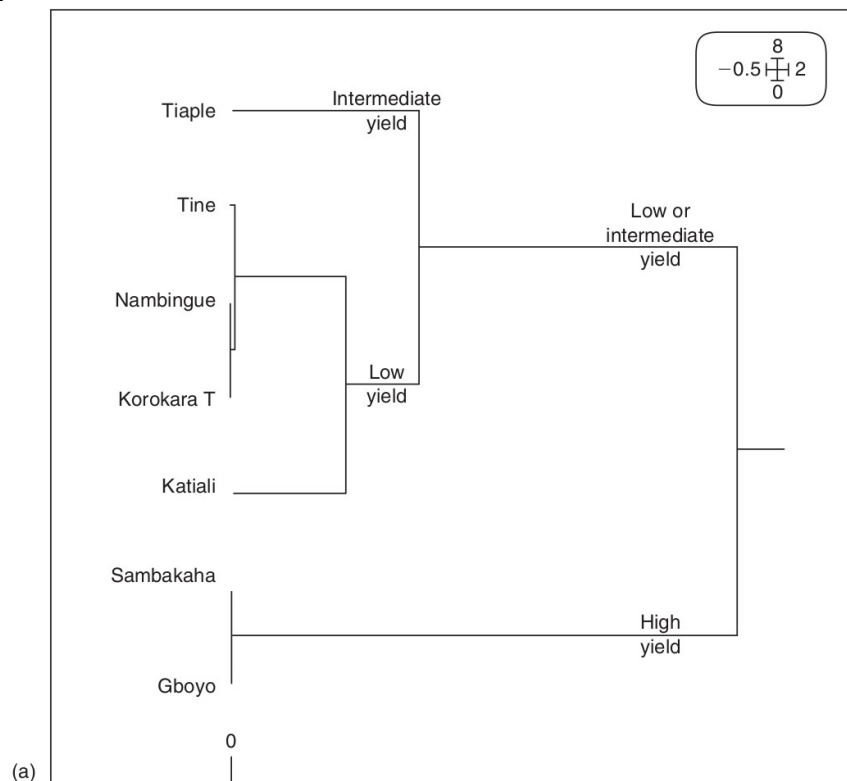 8
−0.5 2
0
Intermediate
Tiaple
yield
Tine
Low or
intermediate
yield
Nambingue
Low
yield
Korokara T
Katiali
Sambakaha
High
yield
Gboyo
0
(a)